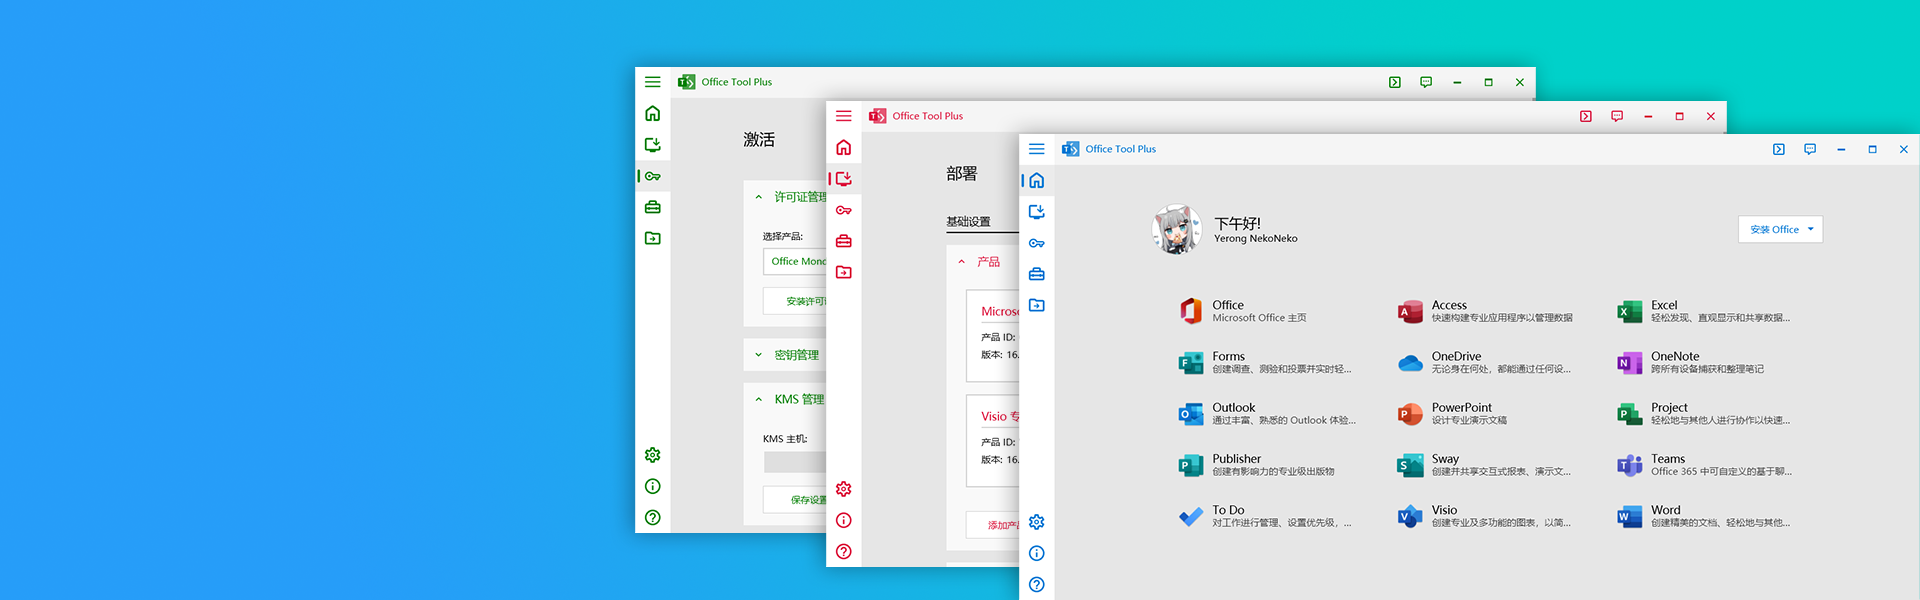 Office Tool Plus
激活
许可证管理
选择产品:
Office Mond
安装许可
密钥管理
KMS 管理
KMS 主机:
保存设置
Office Tool Plus
部署
基础设置
产品
Microso
产品 ID:
版本: 16.
Visio 专
产品 ID:
版本: 16.
添加产品
Office Tool Plus
下午好!
Yerong NekoNeko
安装 Office
Office
Microsoft Office 主页
Access
快速构建专业应用程序以管理数据
Excel
轻松发现、直观显示和共享数据...
Forms
创建调查、测验和投票并实时轻...
OneDrive
无论身在何处，都能通过任何设...
OneNote
跨所有设备捕获和整理笔记
Outlook
通过丰富、熟悉的 Outlook 体验...
PowerPoint
设计专业演示文稿
Project
轻松地与其他人进行协作以快速...
Publisher
创建有影响力的专业级出版物
Sway
创建并共享交互式报表、演示文...
Teams
Office 365 中可自定义的基于聊...
To Do
对工作进行管理、设置优先级，...
Visio
创建专业及多功能的图表，以简...
Word
创建精美的文档、轻松地与其他...